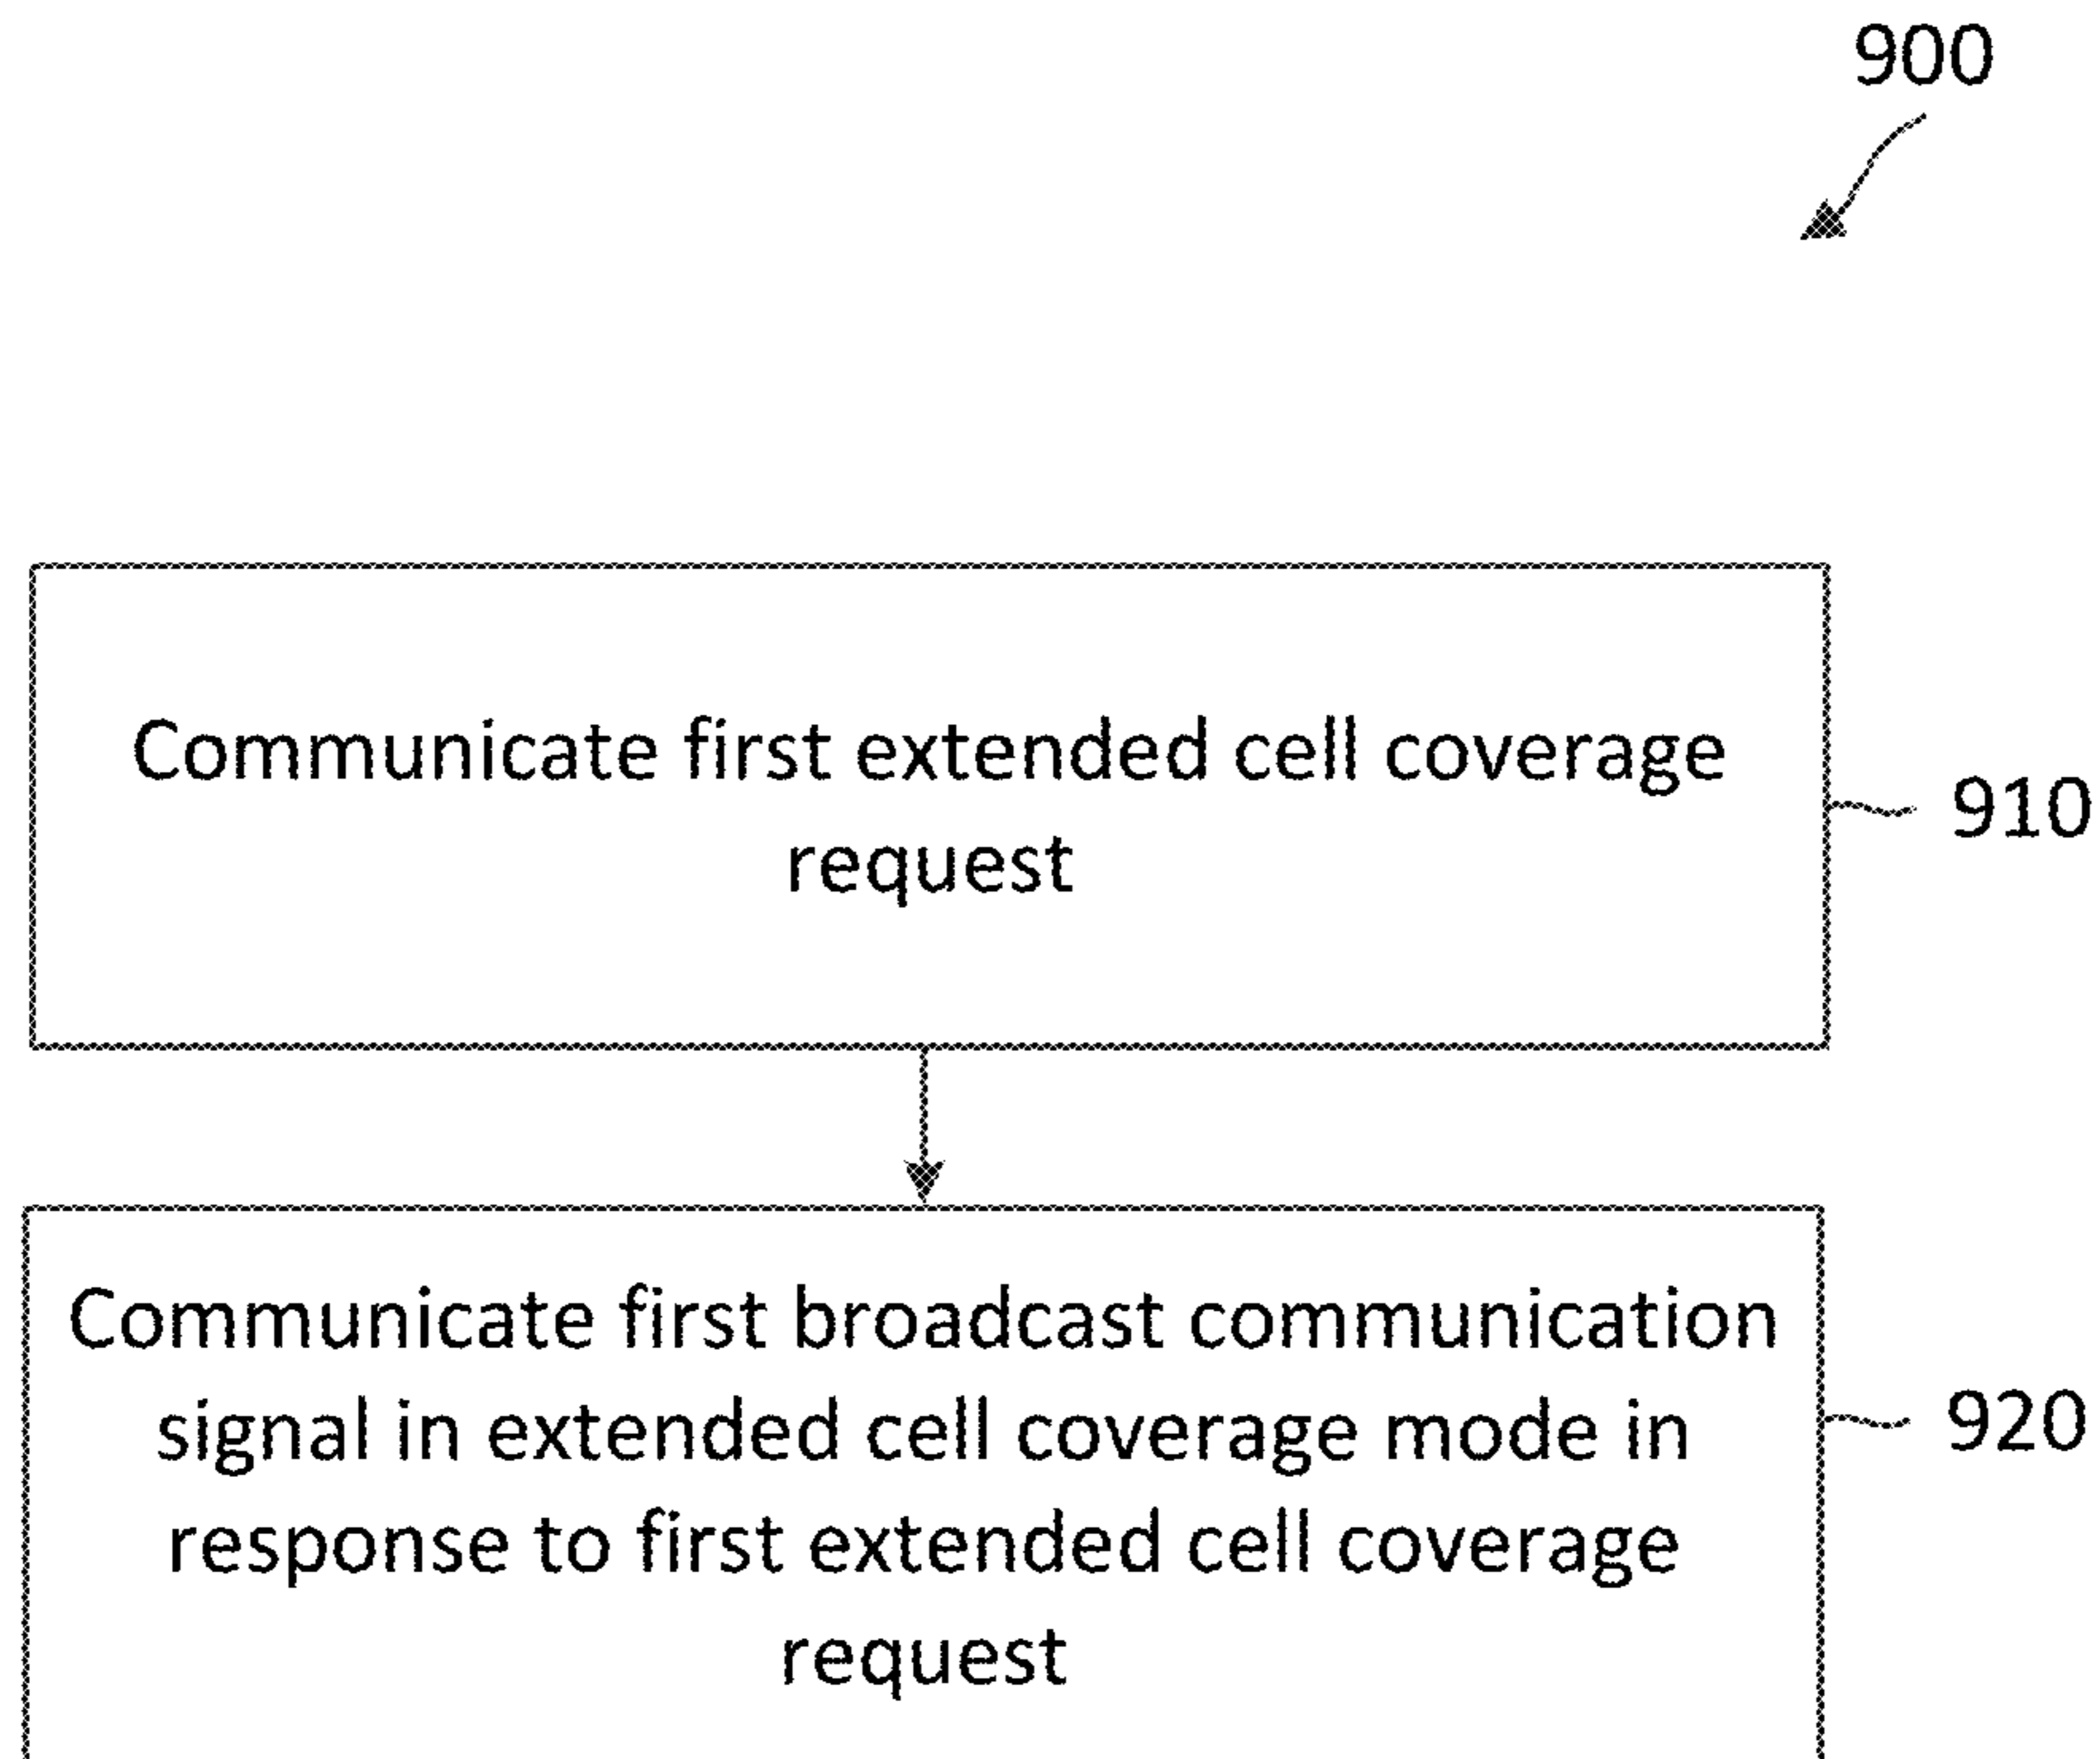 900
Communicate first extended cell coverage
request
910
Communicate first broadcast communication
signal in extended cell coverage mode in
response to first extended cell coverage
request
920